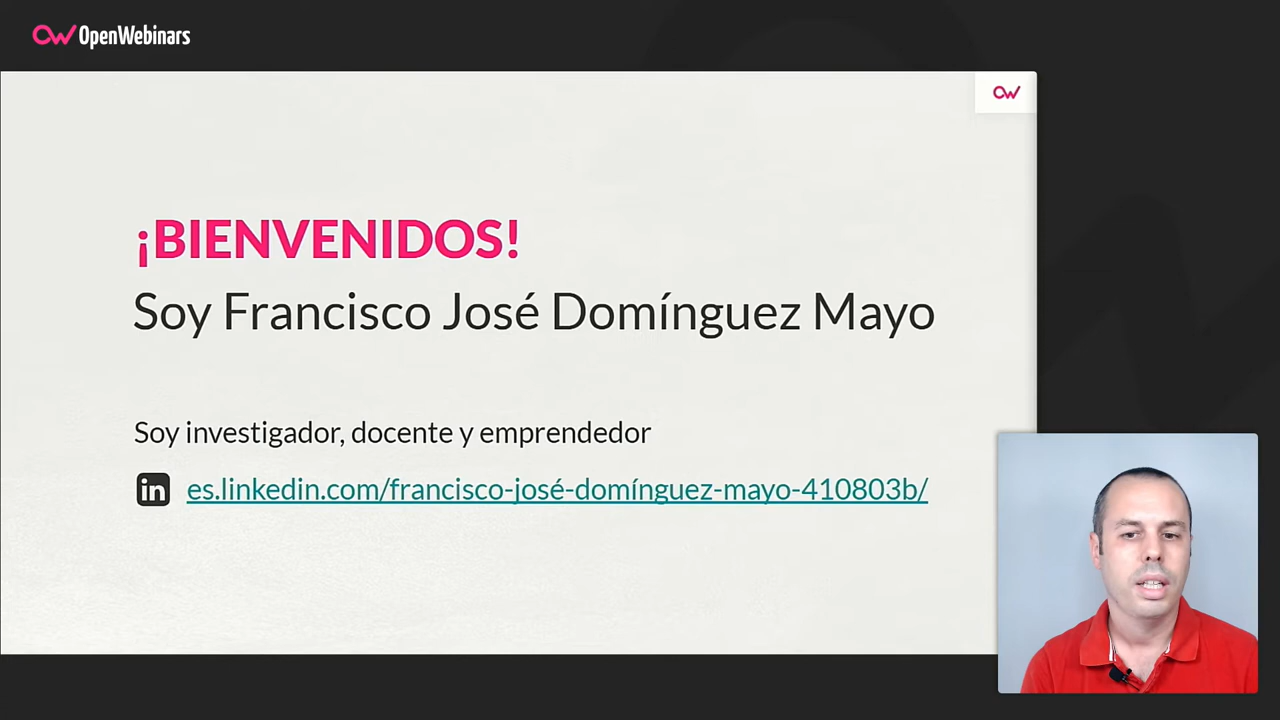 OpenWebinars
¡BIENVENIDOS!
Soy Francisco José Domínguez Mayo
Soy investigador, docente y emprendedor
in es.linkedin.com/francisco-josé-domínguez-mayo-410803b/